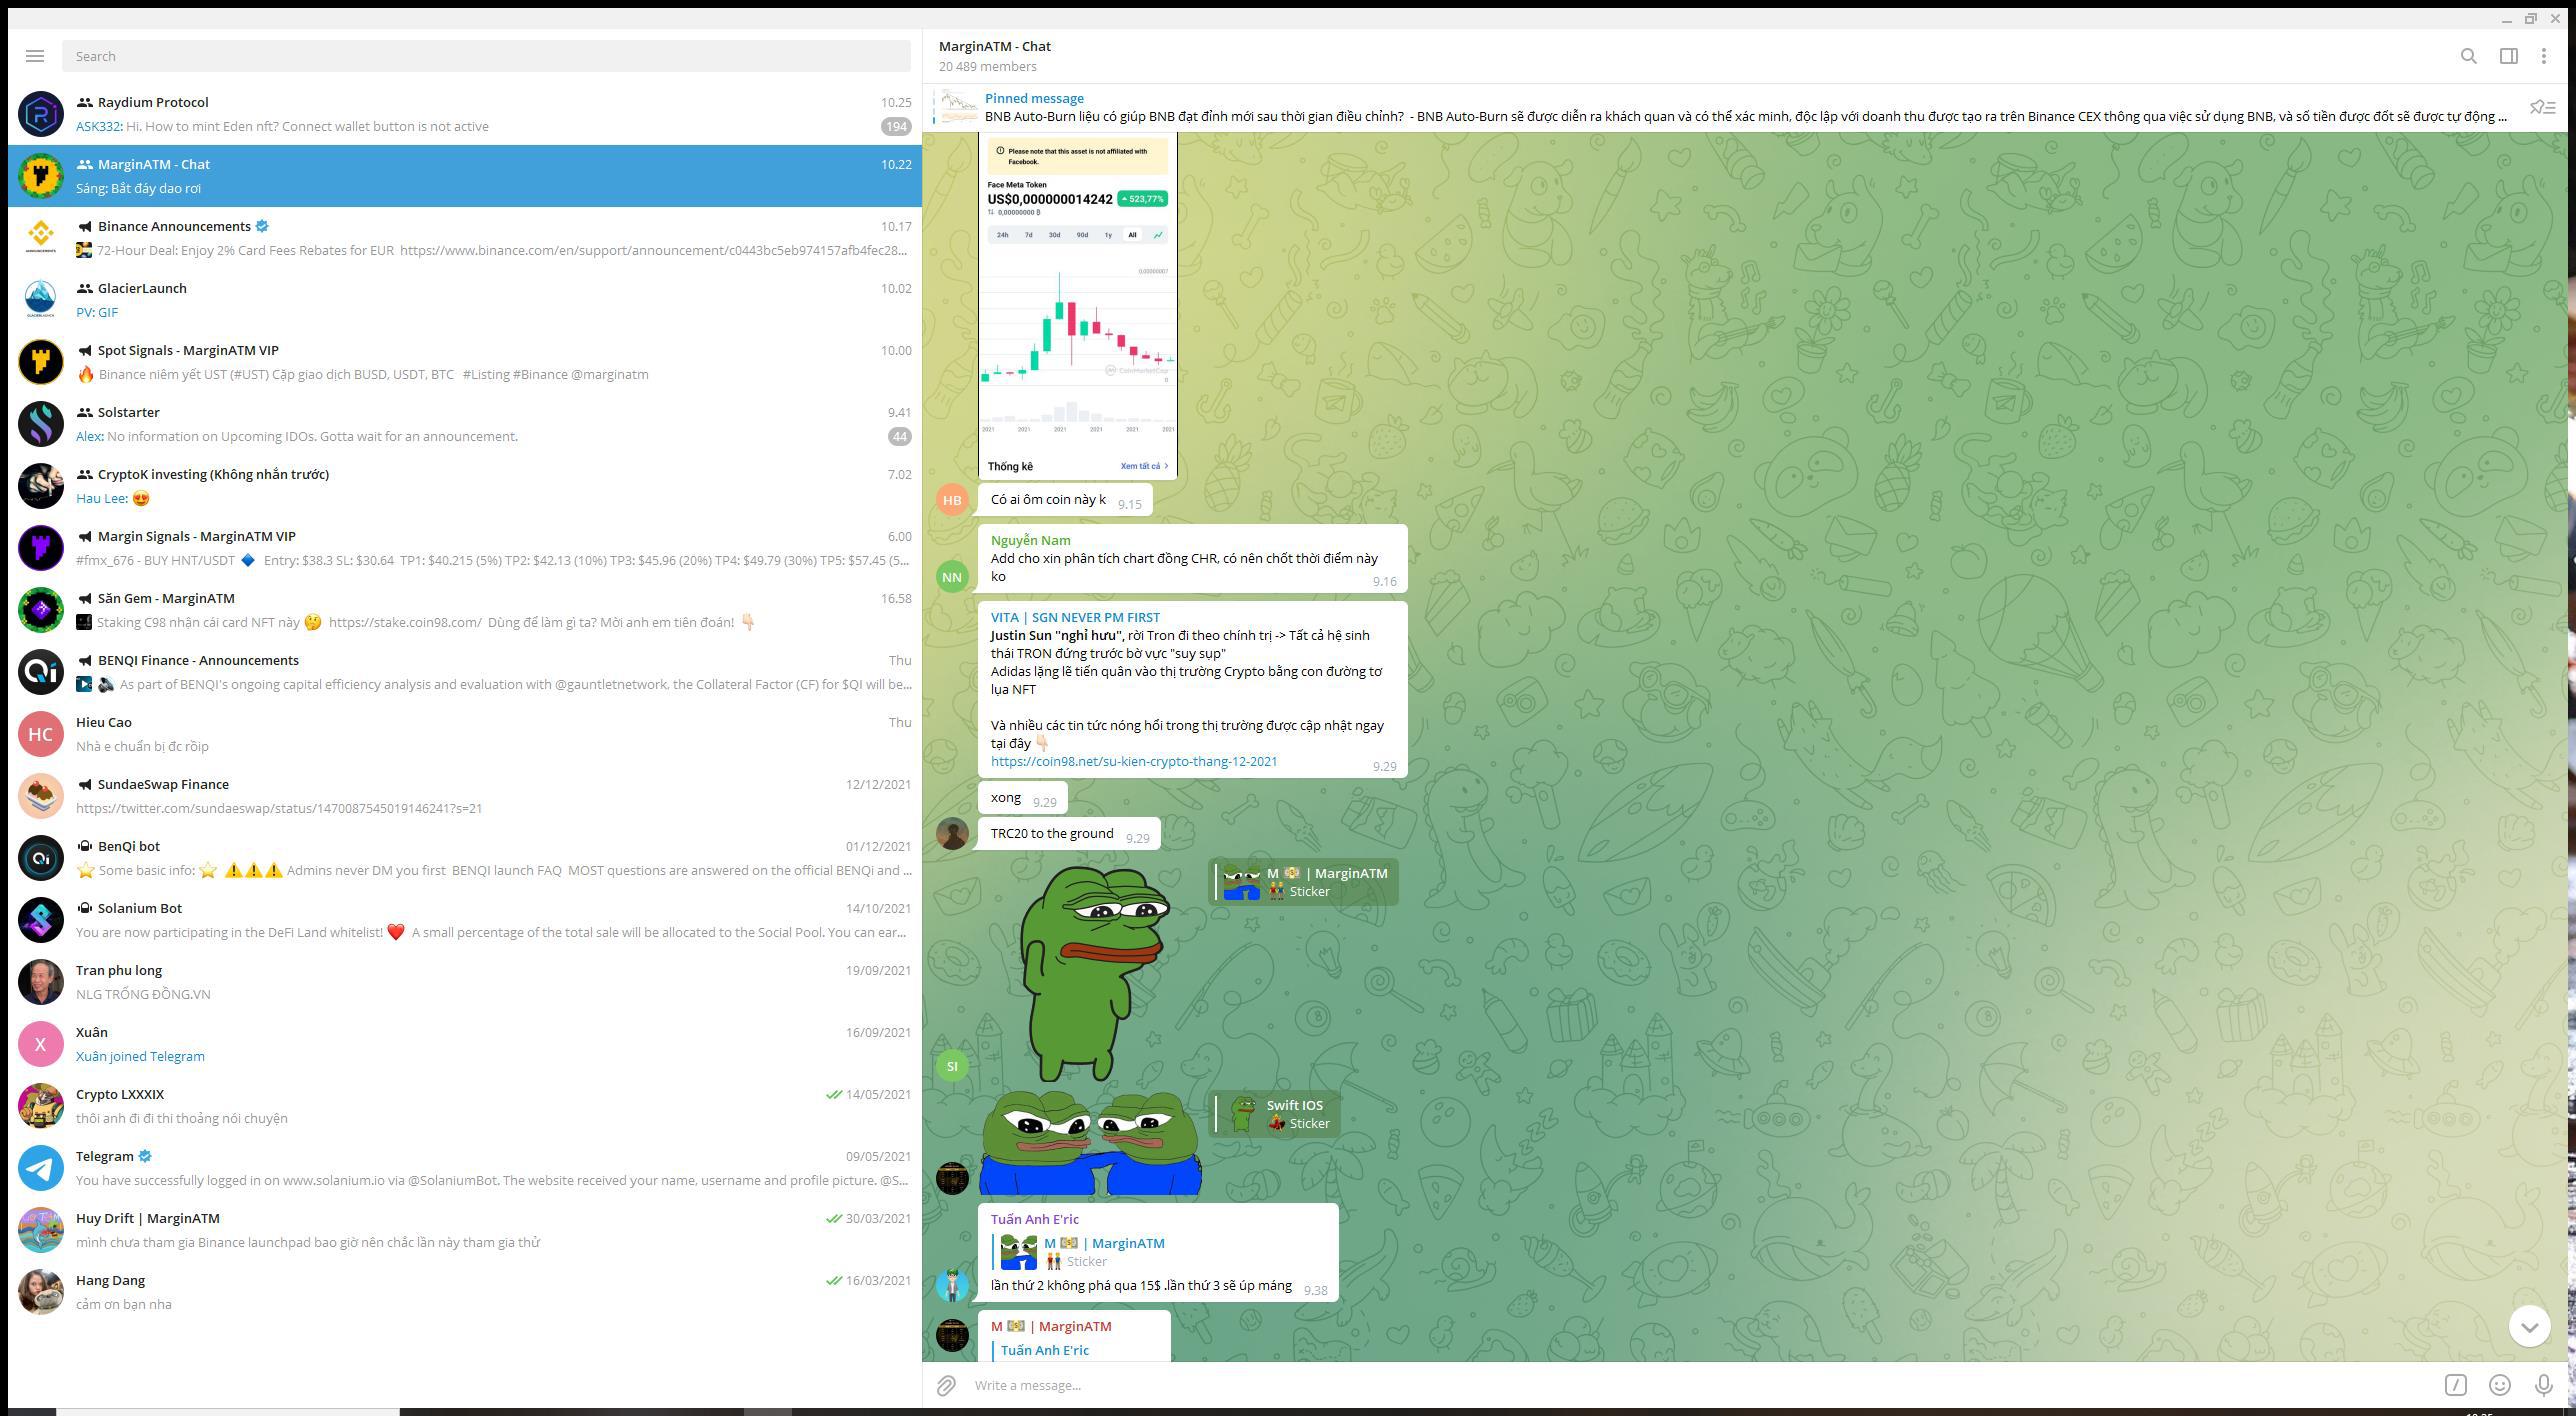 Search
Raydium Protocol 10.25
ASK332: Hi. How to mint Eden nft? Connect wallet button is not active 194
MarginATM - Chat 10.22
Sáng: Bắt đáy dao rơi
Binance Announcements 10.17
72-Hour Deal: Enjoy 2% Card Fees Rebates for EUR https://www.binance.com/en/support/announcement/c0443bc5eb974157afb4fec28...
GlacierLaunch 10.02
PV: GIF
Spot Signals - MarginATM VIP 10.00
🔥 Binance niêm yết UST (#UST) Cặp giao dịch BUSD, USDT, BTC #Listing #Binance @marginatm
Solstarter 9.41
Alex: No information on Upcoming IDOs. Gotta wait for an announcement. 44
CryptoK investing (Không nhắn trước) 7.02
Hau Lee: 😍
Margin Signals - MarginATM VIP 6.00
#fmx_676 - BUY HNT/USDT 🔷 Entry: $38.3 SL: $30.64 TP1: $40.215 (5%) TP2: $42.13 (10%) TP3: $45.96 (20%) TP4: $49.79 (30%) TP5: $57.45 (5...
Săn Gem - MarginATM 16.58
Staking C98 nhận cái card NFT này 🤔 https://stake.coin98.com/ Dùng để làm gì ta? Mời anh em tiên đoán! 👇🏻
BENQI Finance - Announcements Thu
🔊 As part of BENQI's ongoing capital efficiency analysis and evaluation with @gauntletnetwork, the Collateral Factor (CF) for $QI will be...
HC
Hieu Cao Thu
Nhà e chuẩn bị đc rồip
SundaeSwap Finance 12/12/2021
https://twitter.com/sundaeswap/status/1470087545019146241?s=21
BenQi bot 01/12/2021
⭐ Some basic info: ⭐ ⚠️⚠️⚠️ Admins never DM you first BENQI launch FAQ MOST questions are answered on the official BENQi and ...
Solanium Bot 14/10/2021
You are now participating in the DeFi Land whitelist! ❤️ A small percentage of the total sale will be allocated to the Social Pool. You can ear...
Tran phu long 19/09/2021
NLG TRỐNG ĐỒNG.VN
X
Xuân 16/09/2021
Xuân joined Telegram
Crypto LXXXIX 14/05/2021
thôi anh đi đi thi thoảng nói chuyện
Telegram 09/05/2021
You have successfully logged in on www.solanium.io via @SolaniumBot. The website received your name, username and profile picture. @S...
Huy Drift | MarginATM 30/03/2021
mình chưa tham gia Binance launchpad bao giờ nên chắc lần này tham gia thử
Hang Dang 16/03/2021
cảm ơn bạn nha
MarginATM - Chat
20 489 members
Pinned message
BNB Auto-Burn liệu có giúp BNB đạt đỉnh mới sau thời gian điều chỉnh? - BNB Auto-Burn sẽ được diễn ra khách quan và có thể xác minh, độc lập với doanh thu được tạo ra trên Binance CEX thông qua việc sử dụng BNB, và số tiền được đốt sẽ được tự động ...
Please note that this asset is not affiliated with
Facebook.
Face Meta Token
US$0,000000014242 523,77%
0,00000000 ₿
24h 7d 30d 90d 1y All
0,00000007
CoinMarketCap
0
2021 2021 2021 2021 2021 2021
Thống kê Xem tất cả >
HB
Có ai ôm coin này k 9.15
Nguyễn Nam
Add cho xin phân tích chart đồng CHR, có nên chốt thời điểm này
ko 9.16
NN
VITA | SGN NEVER PM FIRST
Justin Sun "nghỉ hưu", rời Tron đi theo chính trị -> Tất cả hệ sinh
thái TRON đứng trước bờ vực "suy sụp"
Adidas lặng lẽ tiến quân vào thị trường Crypto bằng con đường tơ
lụa NFT
Và nhiều các tin tức nóng hổi trong thị trường được cập nhật ngay
tại đây 👇🏻
https://coin98.net/su-kien-crypto-thang-12-2021 9.29
xong 9.29
TRC20 to the ground 9.29
M 💵 | MarginATM
👬 Sticker
SI
Swift IOS
Sticker
Tuấn Anh E'ric
M 💵 | MarginATM
👬 Sticker
lần thứ 2 không phá qua 15$ .lần thứ 3 sẽ úp máng 9.38
M 💵 | MarginATM
Tuấn Anh E'ric
Write a message...